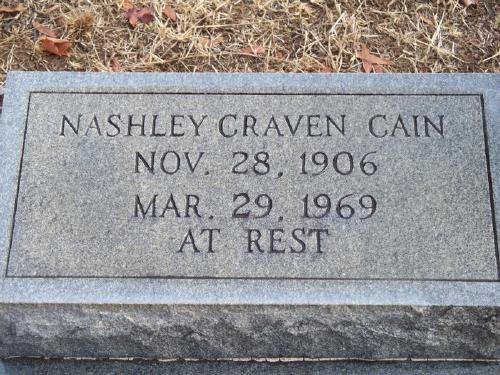 NASHLEY CRAVEN CAIN
NOV. 28, 1906
MAR. 29, 1969
AT REST